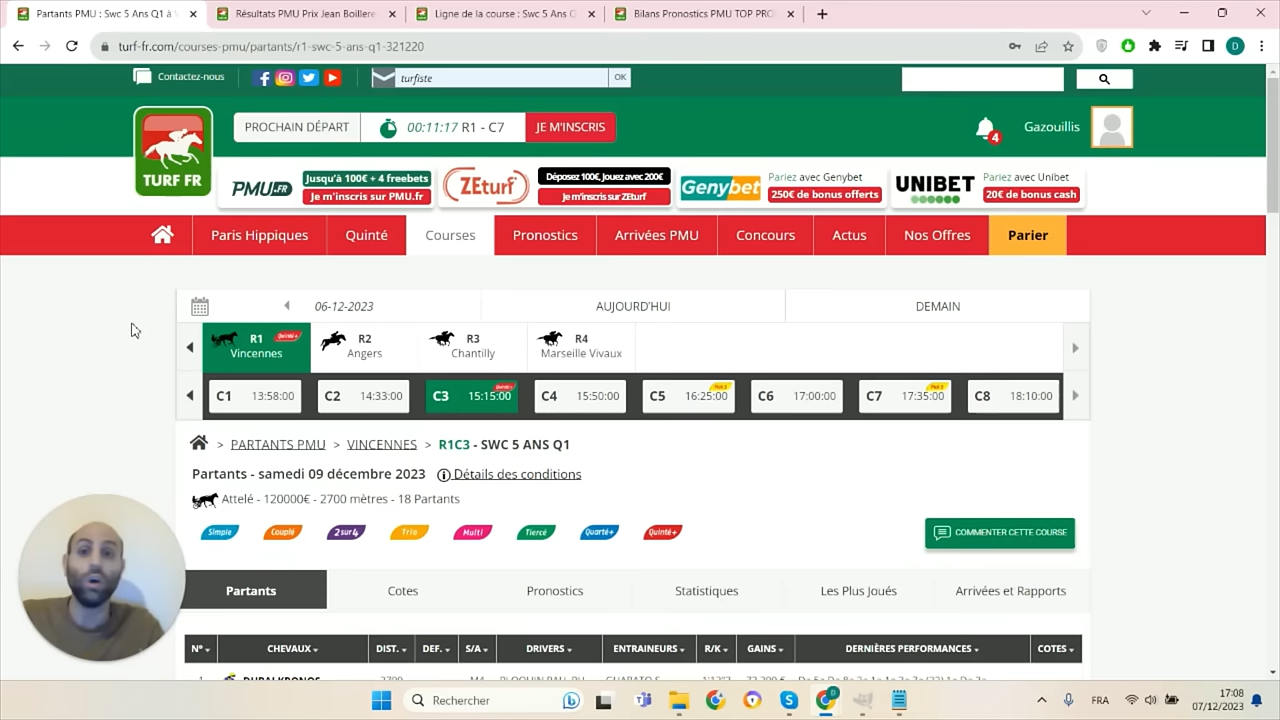 Partants PMU : Swc 5 Ans Q1 à V
Résultats PMU Prix Jean Boillere
Ligne de la course : Swc 5 Ans Q
Bilans Pronostics PMU TOP PRO
turf-fr.com/courses-pmu/partants/r1-swc-5-ans-q1-321220
D
Contactez-nous
turfiste
OK
TURF FR
PROCHAIN DÉPART
00:11:17 R1 - C7
JE M'INSCRIS
4
Gazouillis
PMU.FR
Jusqu'à 100€ + 4 freebets
Je m'inscris sur PMU.fr
ZEturf
Déposez 100€, Jouez avec 200€
Je m'inscris sur ZEturf
Genybet
Pariez avec Genybet
250€ de bonus offerts
UNIBET
Pariez avec Unibet
20€ de bonus cash
Paris Hippiques
Quinté
Courses
Pronostics
Arrivées PMU
Concours
Actus
Nos Offres
Parier
06-12-2023
AUJOURD'HUI
DEMAIN
R1
Quinté+
Vincennes
R2
Angers
R3
Chantilly
R4
Marseille Vivaux
C1 13:58:00
C2 14:33:00
C3 15:15:00
Quinté+
C4 15:50:00
C5 16:25:00
C6 17:00:00
C7 17:35:00
C8 18:10:00
> PARTANTS PMU > VINCENNES > R1C3 - SWC 5 ANS Q1
Partants - samedi 09 décembre 2023 Détails des conditions
Attelé - 120000€ - 2700 mètres - 18 Partants
Simple
Couplé
2sur4
Trio
Multi
Tiercé
Quarté+
Quinté+
COMMENTER CETTE COURSE
Partants
Cotes
Pronostics
Statistiques
Les Plus Joués
Arrivées et Rapports
N°
CHEVAUX
DIST.
DEF.
S/A
DRIVERS
ENTRAINEURS
R/K
GAINS
DERNIÈRES PERFORMANCES
COTES
Rechercher
D
FRA
17:08
07/12/2023